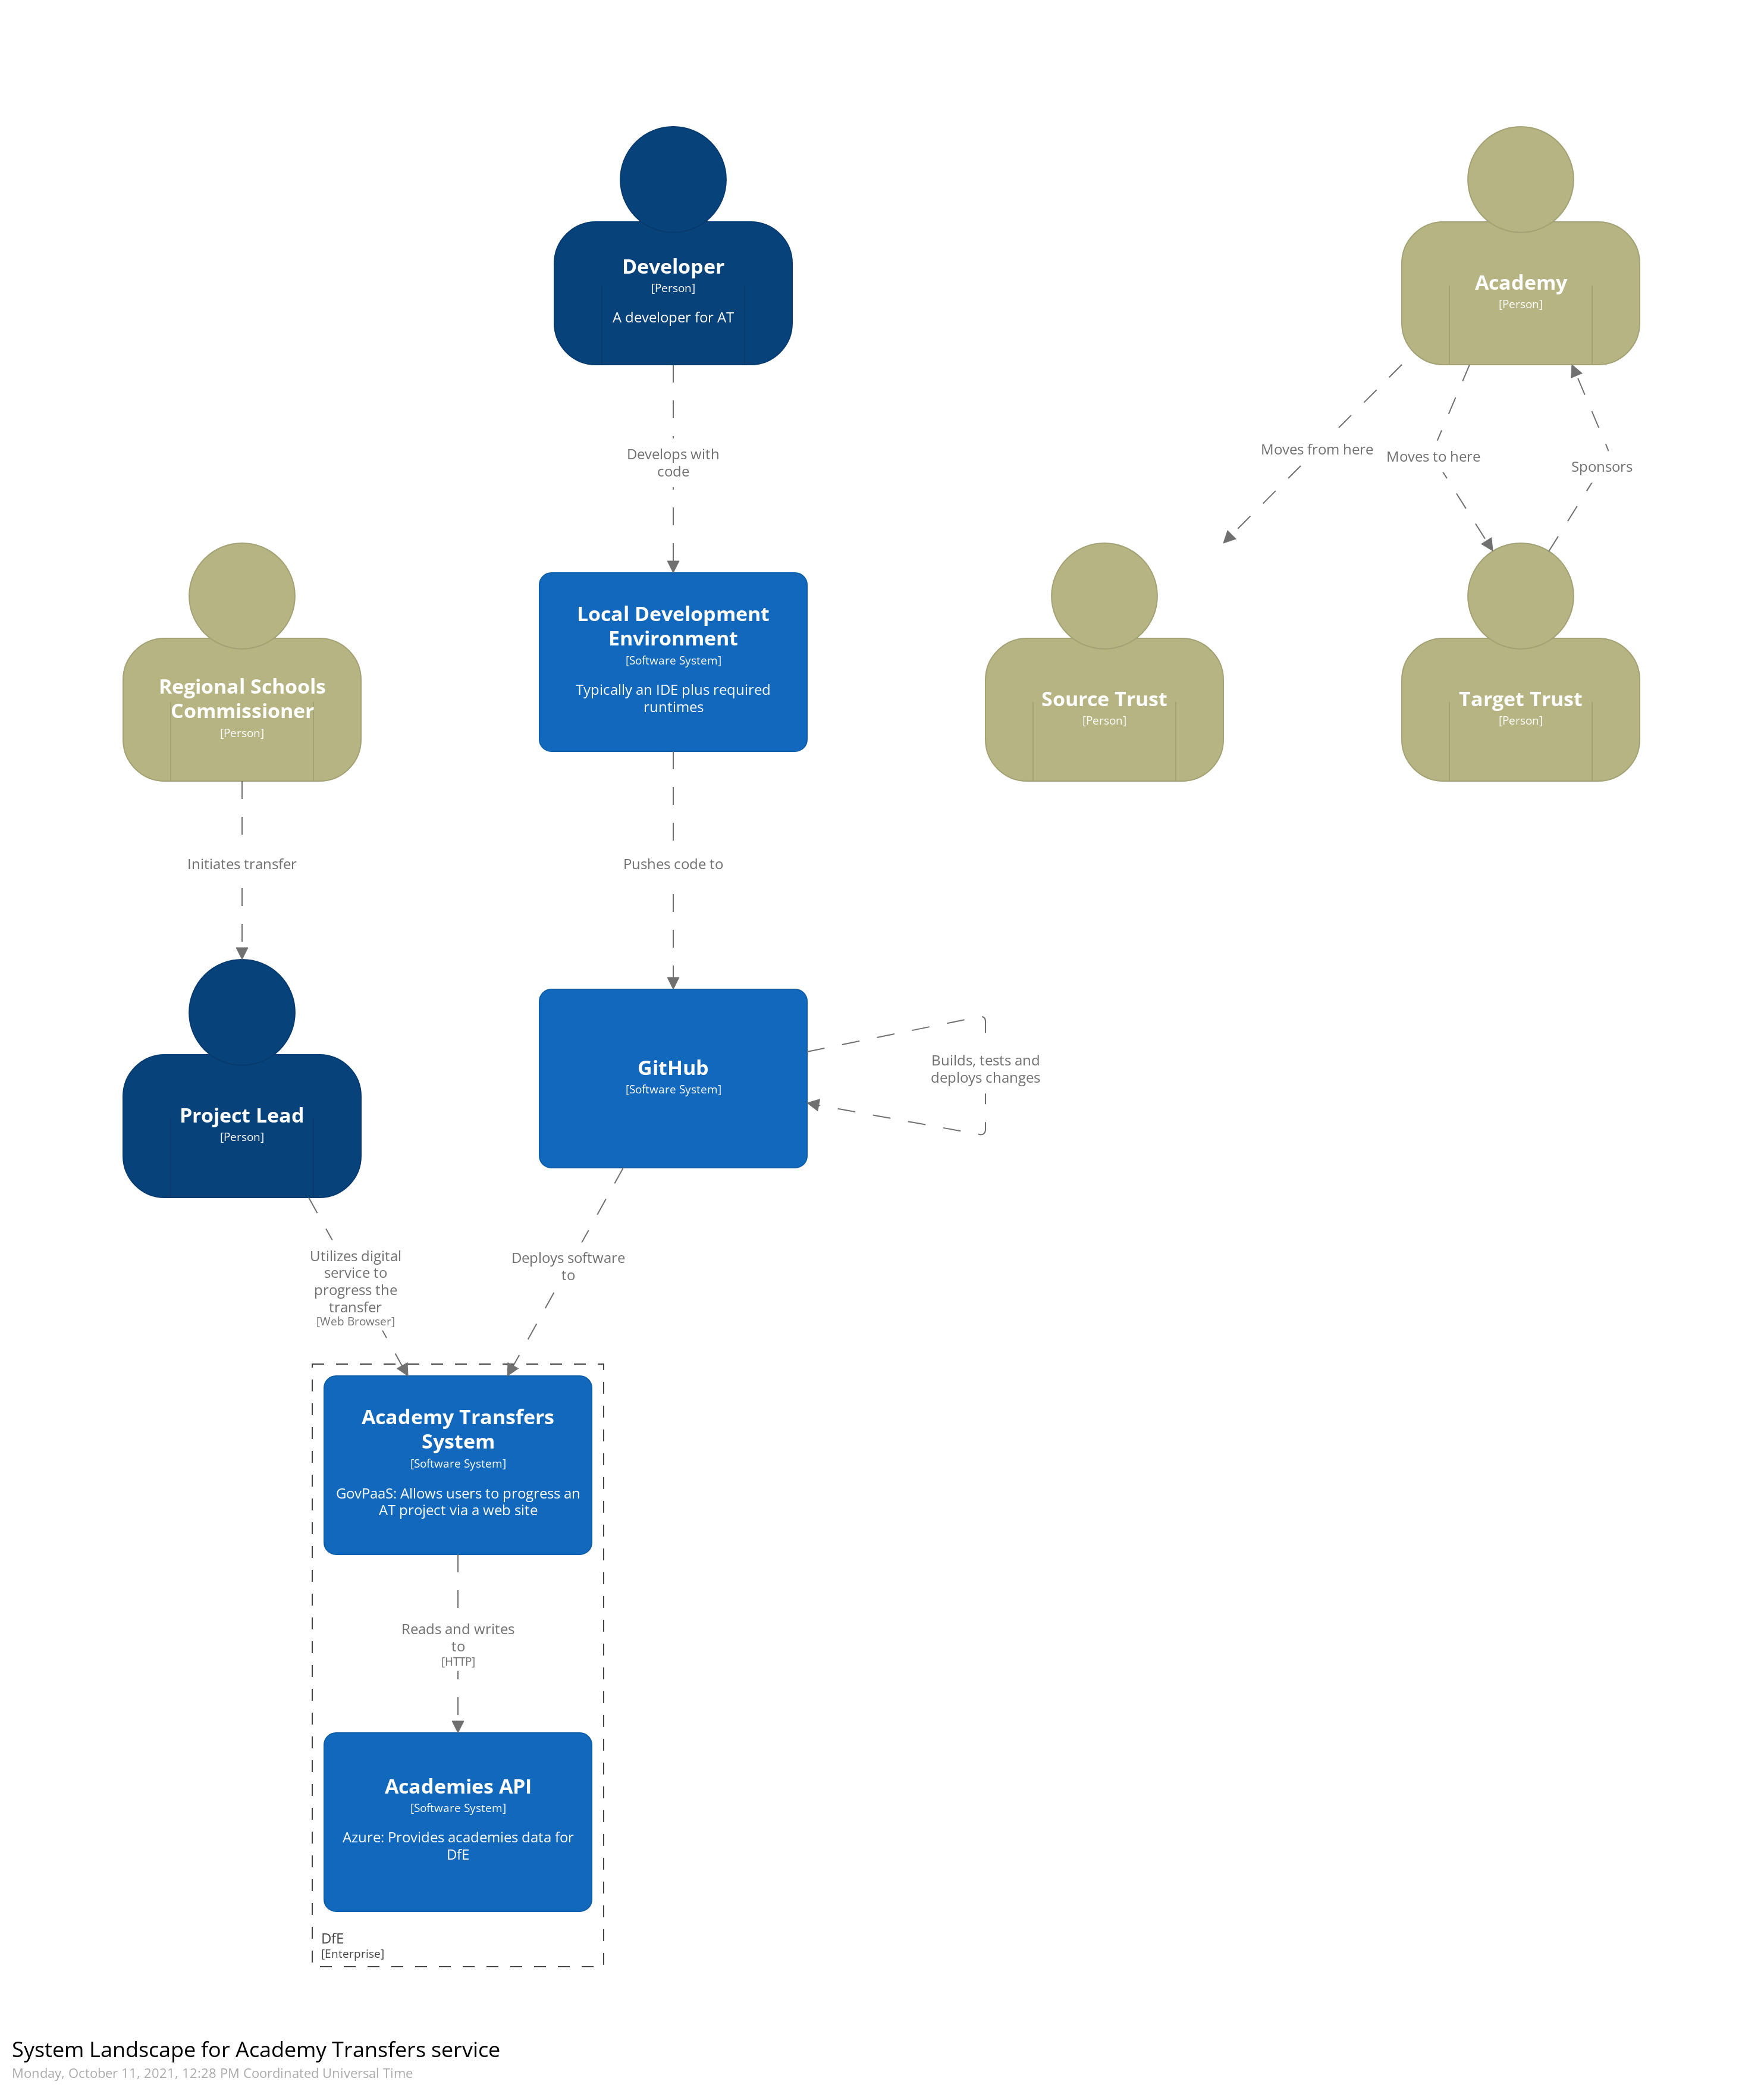 Developer
[Person]
A developer for AT
Academy
[Person]
Develops with
code
Moves from here
Moves to here
Sponsors
Local Development
Environment
[Software System]
Typically an IDE plus required
runtimes
Regional Schools
Commissioner
[Person]
Source Trust
[Person]
Target Trust
[Person]
Initiates transfer
Pushes code to
Project Lead
[Person]
GitHub
[Software System]
Builds, tests and
deploys changes
Utilizes digital
service to
progress the
transfer
[Web Browser]
Deploys software
to
Academy Transfers
System
[Software System]
GovPaaS: Allows users to progress an
AT project via a web site
Reads and writes
to
[HTTP]
Academies API
[Software System]
Azure: Provides academies data for
DfE
DfE
[Enterprise]
System Landscape for Academy Transfers service
Monday, October 11, 2021, 12:28 PM Coordinated Universal Time